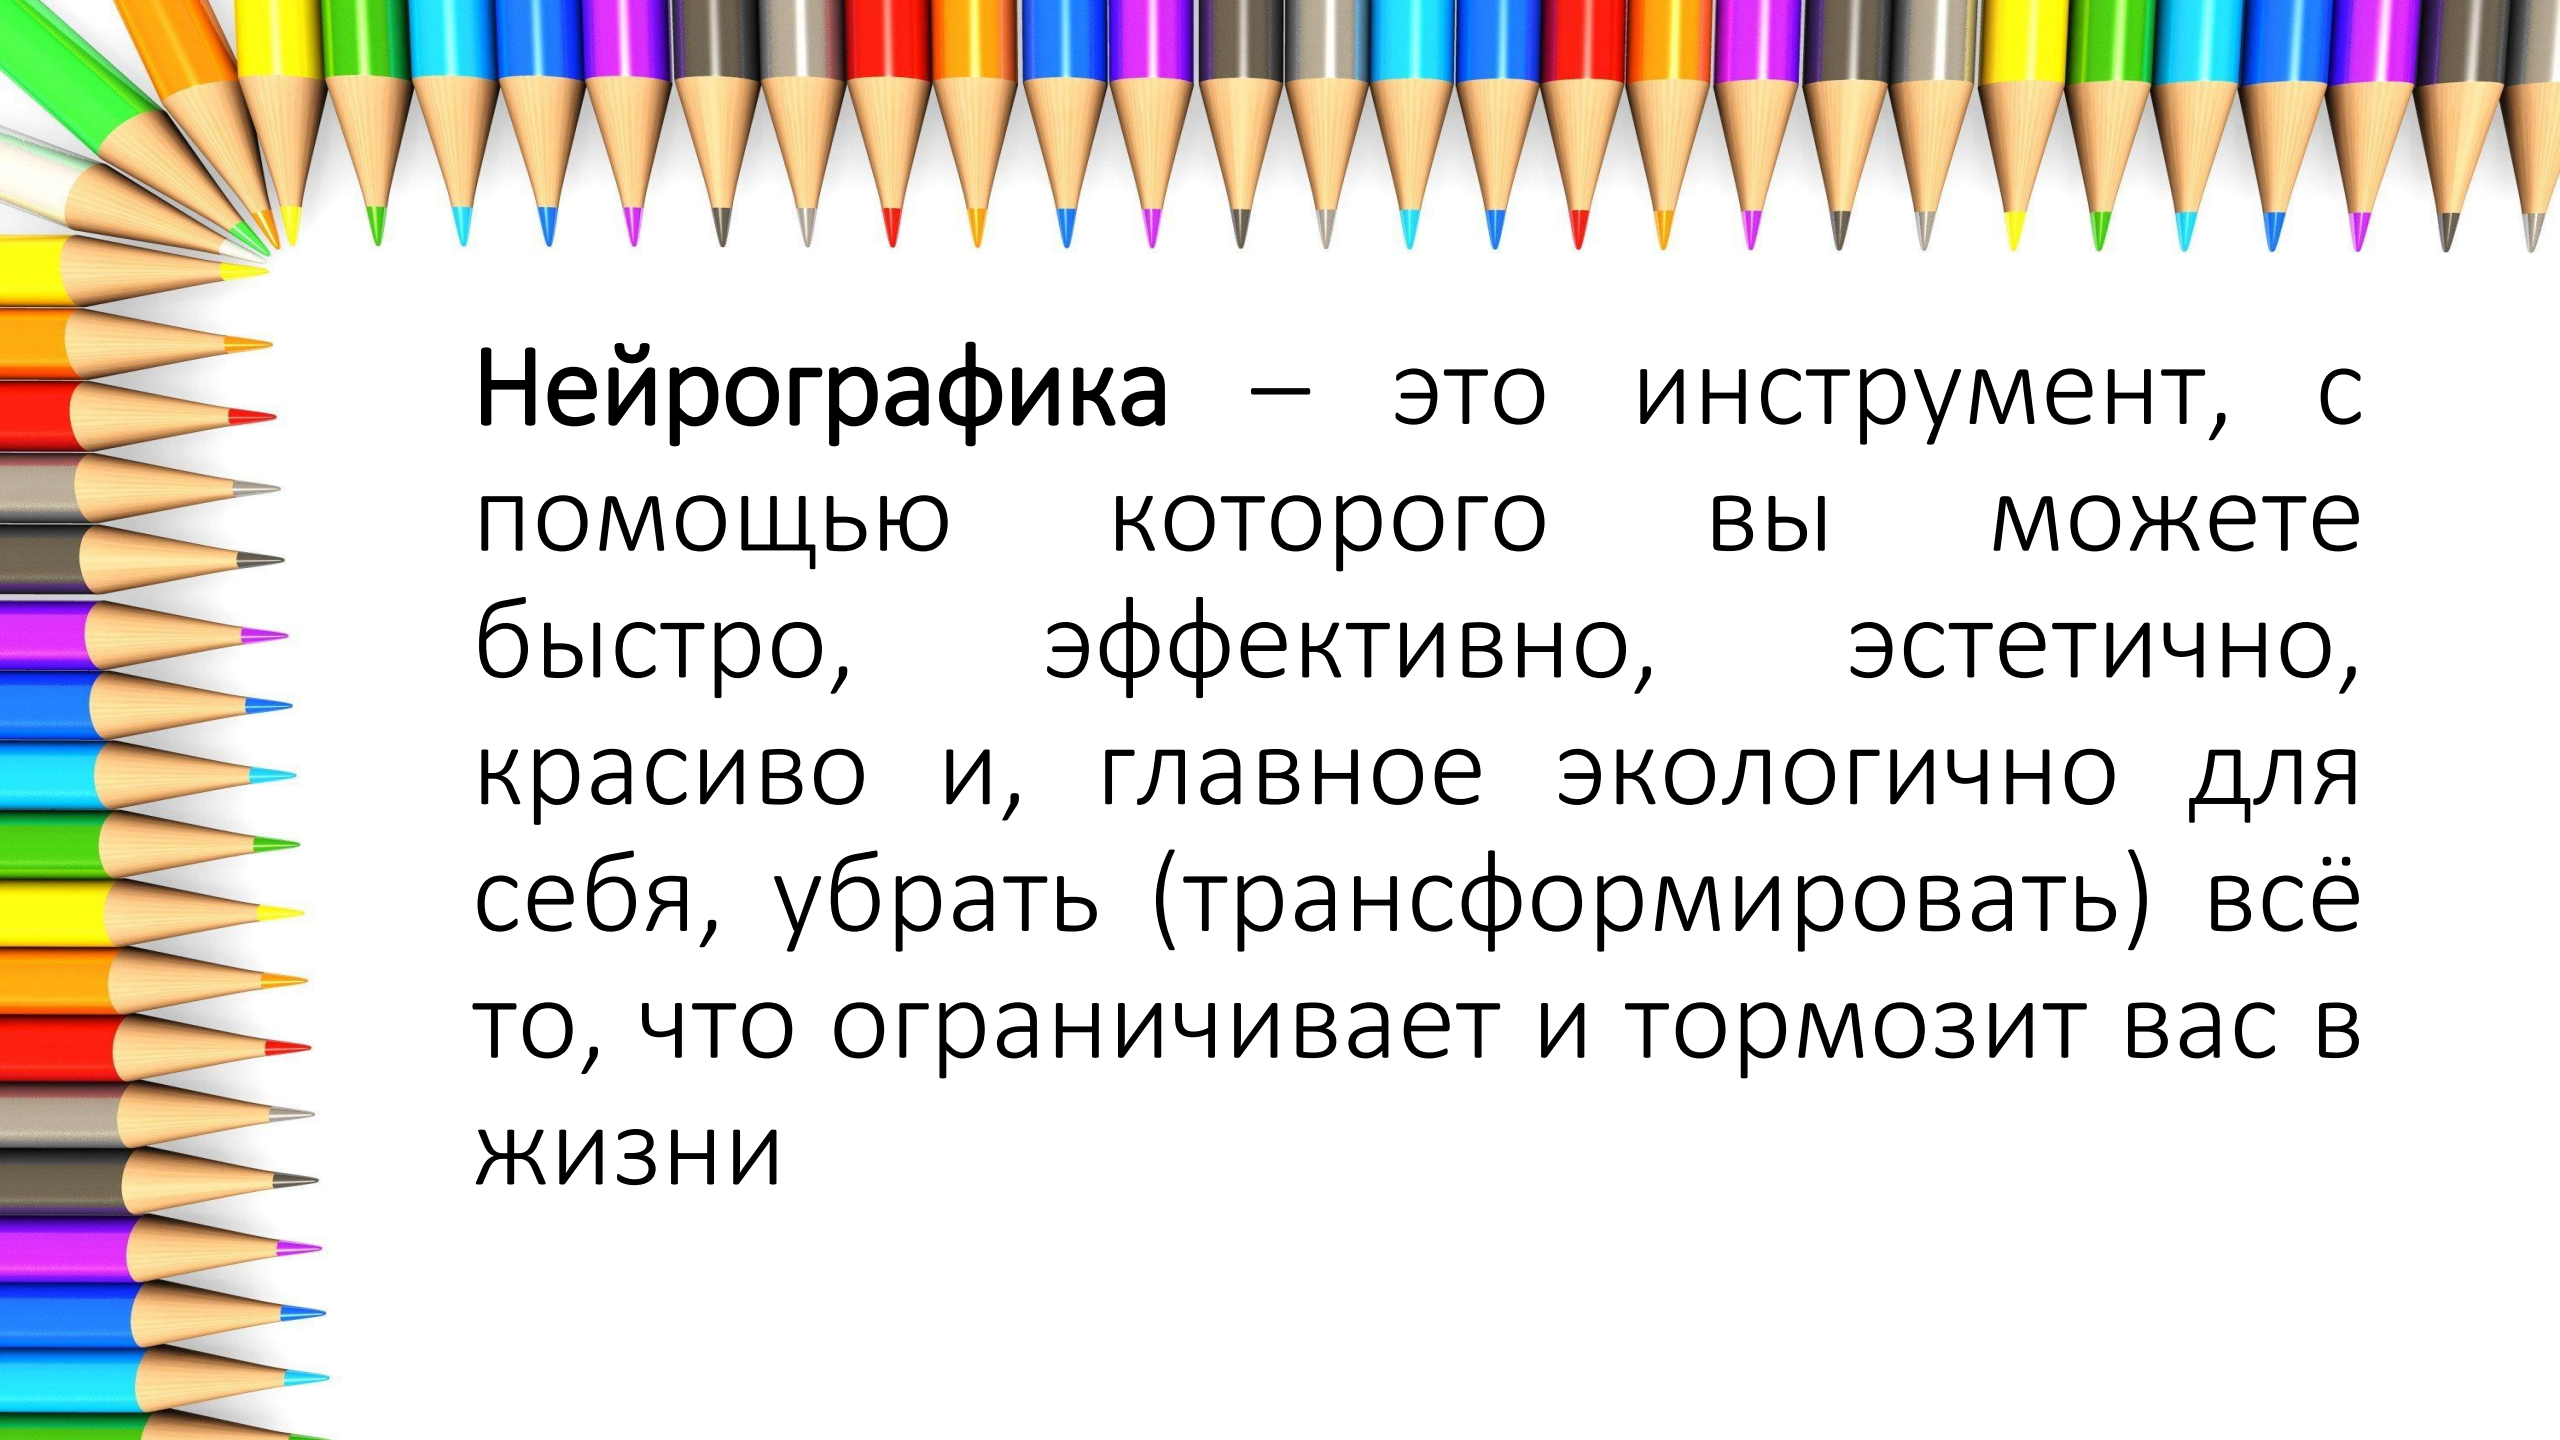 Нейрографика – это инструмент, с
помощью которого вы можете
быстро, эффективно, эстетично,
красиво и, главное экологично для
себя, убрать (трансформировать) всё
то, что ограничивает и тормозит вас в
жизни